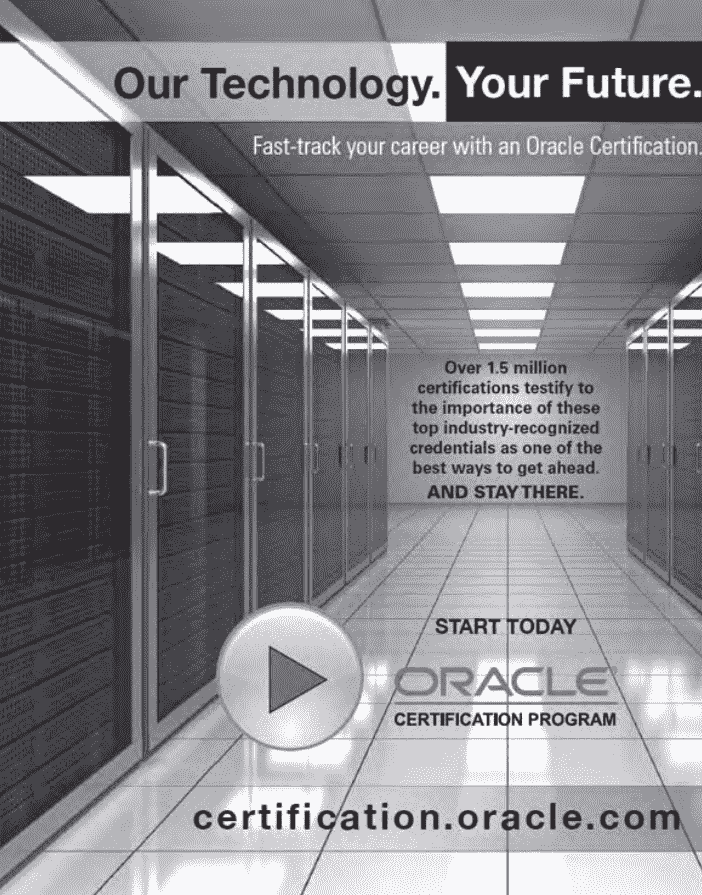 Our Technology. Your Future.
Fast-track your career with an Oracle Certification.
Over 1.5 million
certifications testify to
the importance of these
top industry-recognized
credentials as one of the
best ways to get ahead.
AND STAY THERE.
START TODAY
ORACLE®
CERTIFICATION PROGRAM
certification.oracle.com